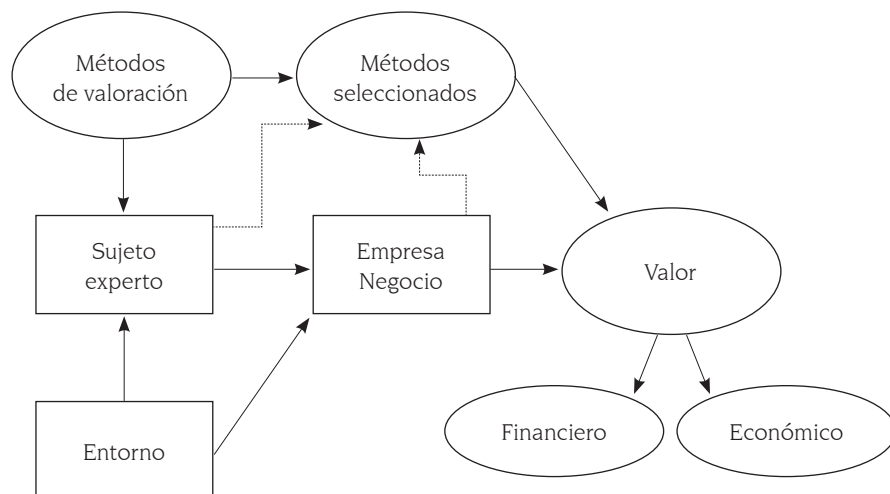 Métodos
de valoración
Métodos
seleccionados
Sujeto
experto
Empresa
Negocio
Valor
Entorno
Financiero
Económico